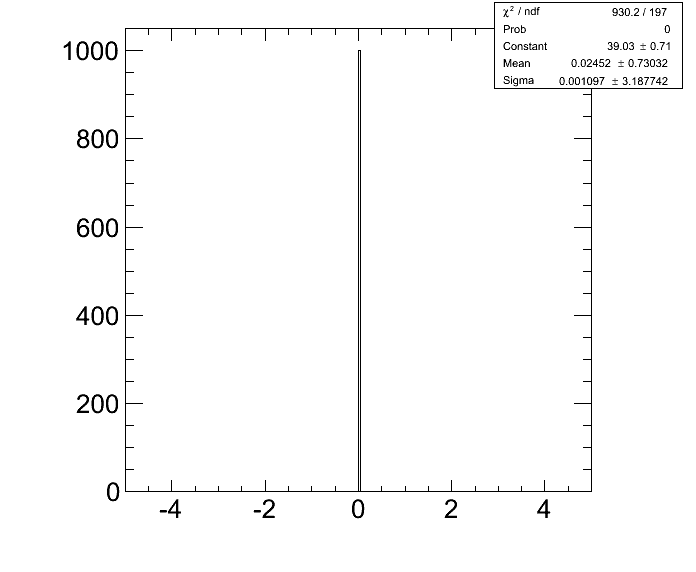 χ² / ndf 930.2 / 197
Prob 0
Constant 39.03 ± 0.71
Mean 0.02452 ± 0.73032
Sigma 0.001097 ± 3.187742
1000
800
600
400
200
0
-4 -2 0 2 4